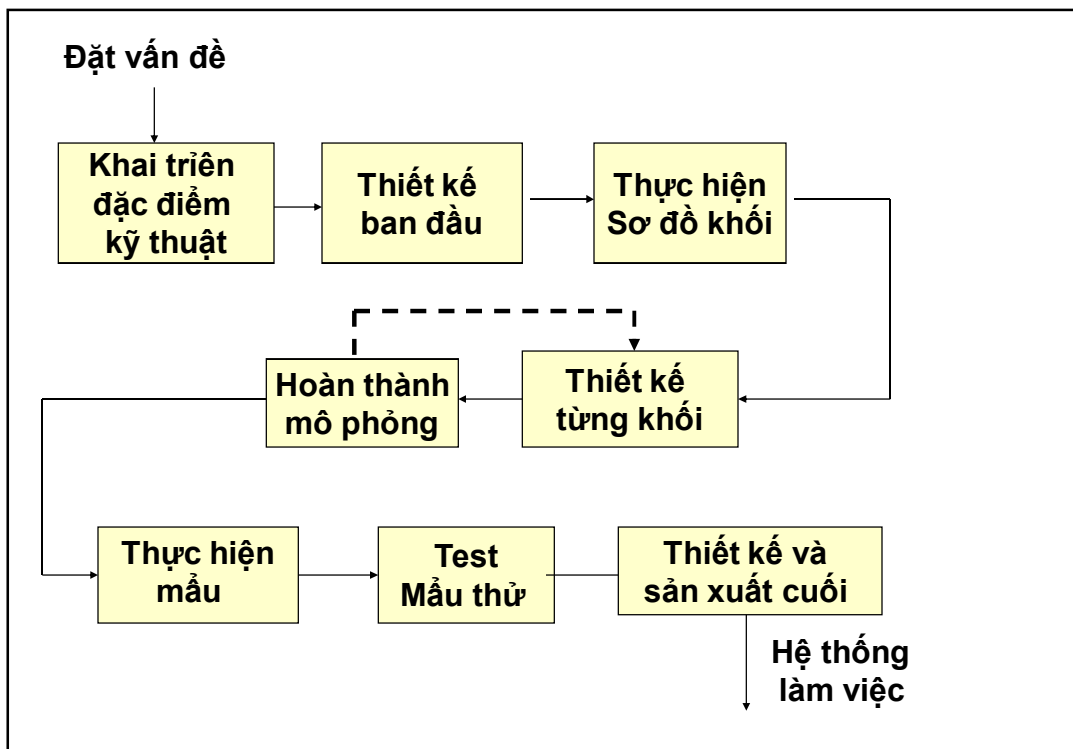 Đặt vấn đề
Khai triển
đặc điểm
kỹ thuật
Thiết kế
ban đầu
Thực hiện
Sơ đồ khối
Hoàn thành
mô phỏng
Thiết kế
từng khối
Thực hiện
mẩu
Test
Mẩu thử
Thiết kế và
sản xuất cuối
Hệ thống
làm việc